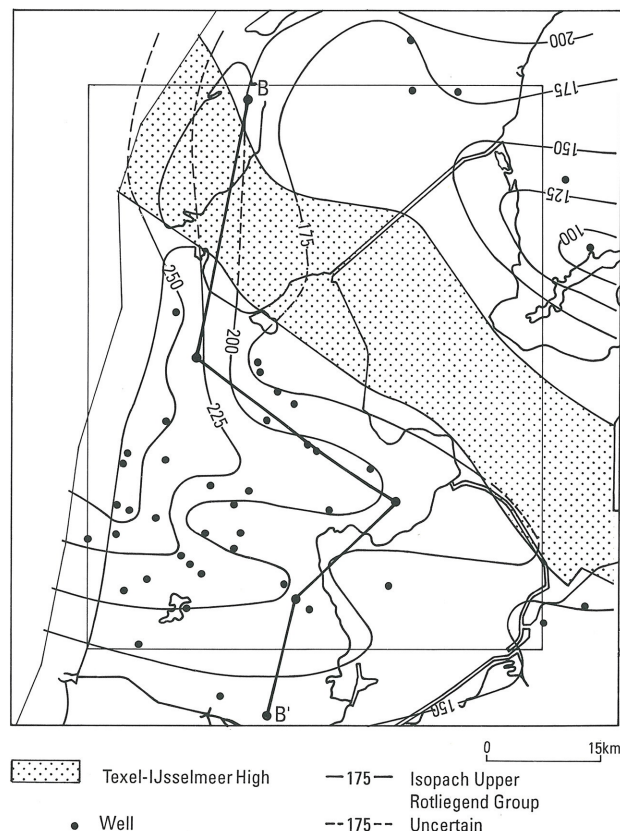 200
B
175
150
125
100
175
250
200
225
150
B'
0 15km
Texel-IJsselmeer High
175 Isopach Upper
Rotliegend Group
Well
175 Uncertain